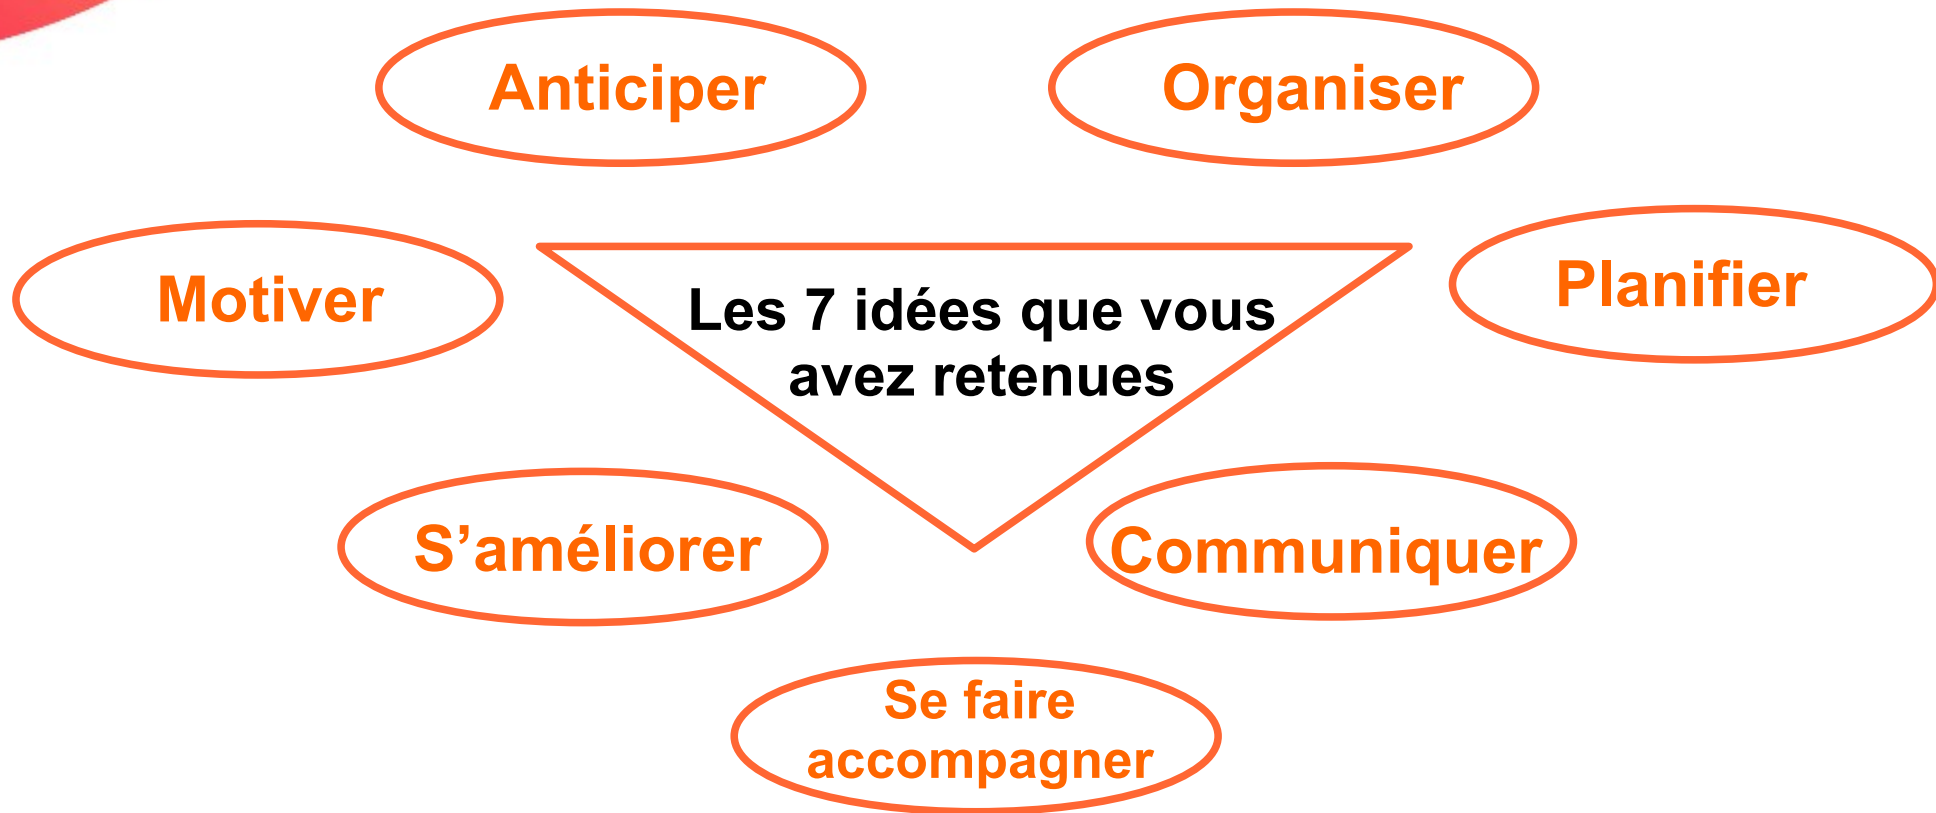 Anticiper
Organiser
Motiver
Planifier
Les 7 idées que vous
avez retenues
S’améliorer
Communiquer
Se faire
accompagner